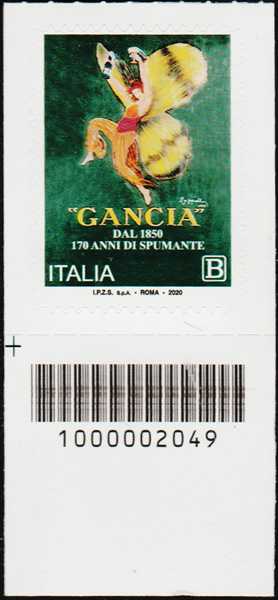 "GANCIA"
DAL 1850
170 ANNI DI SPUMANTE
ITALIA B
I.P.Z.S. S.p.A. - ROMA - 2020
1000002049